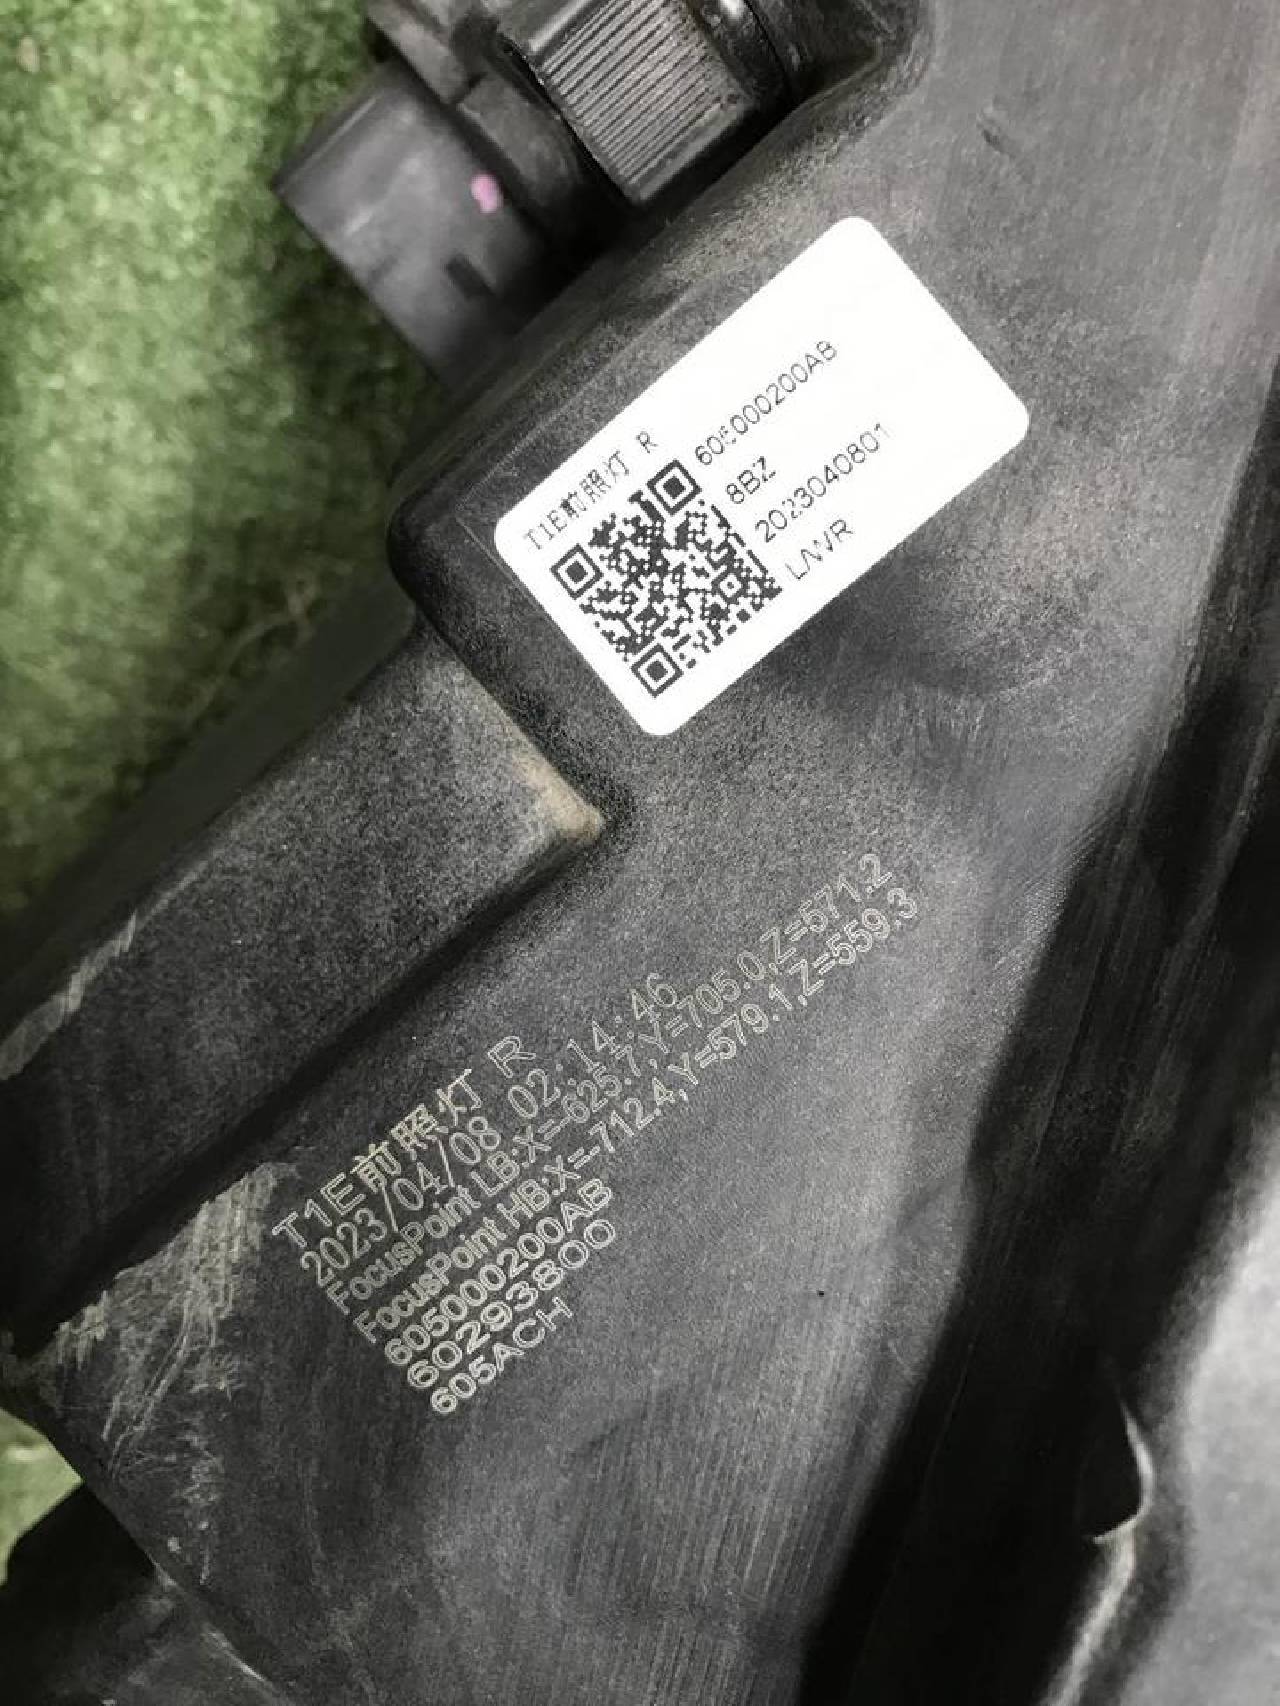 T1E前照灯 R
605000200AB
8BZ
2023040801
LAWR
T1E前照灯 R
2023/04/08 02:14:46
FocusPoint LB:X=-625.7,Y=705.0,Z=571.2
FocusPoint HB:X=-712.4,Y=579.1,Z=559.3
605000200AB
60293800
605ACH